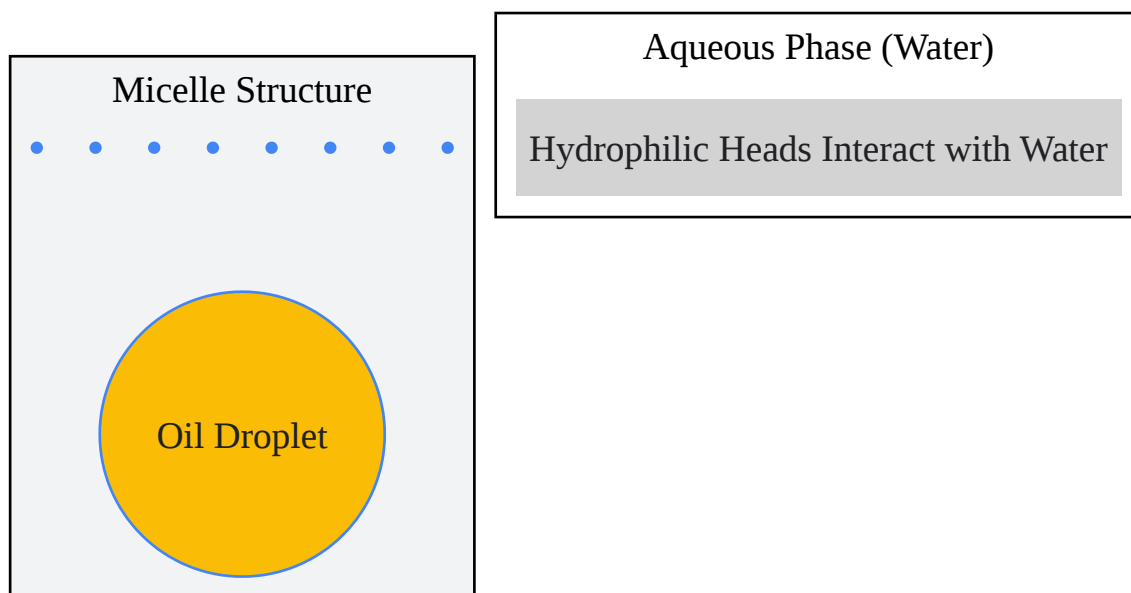 Micelle Structure
Oil Droplet
Aqueous Phase (Water)
Hydrophilic Heads Interact with Water